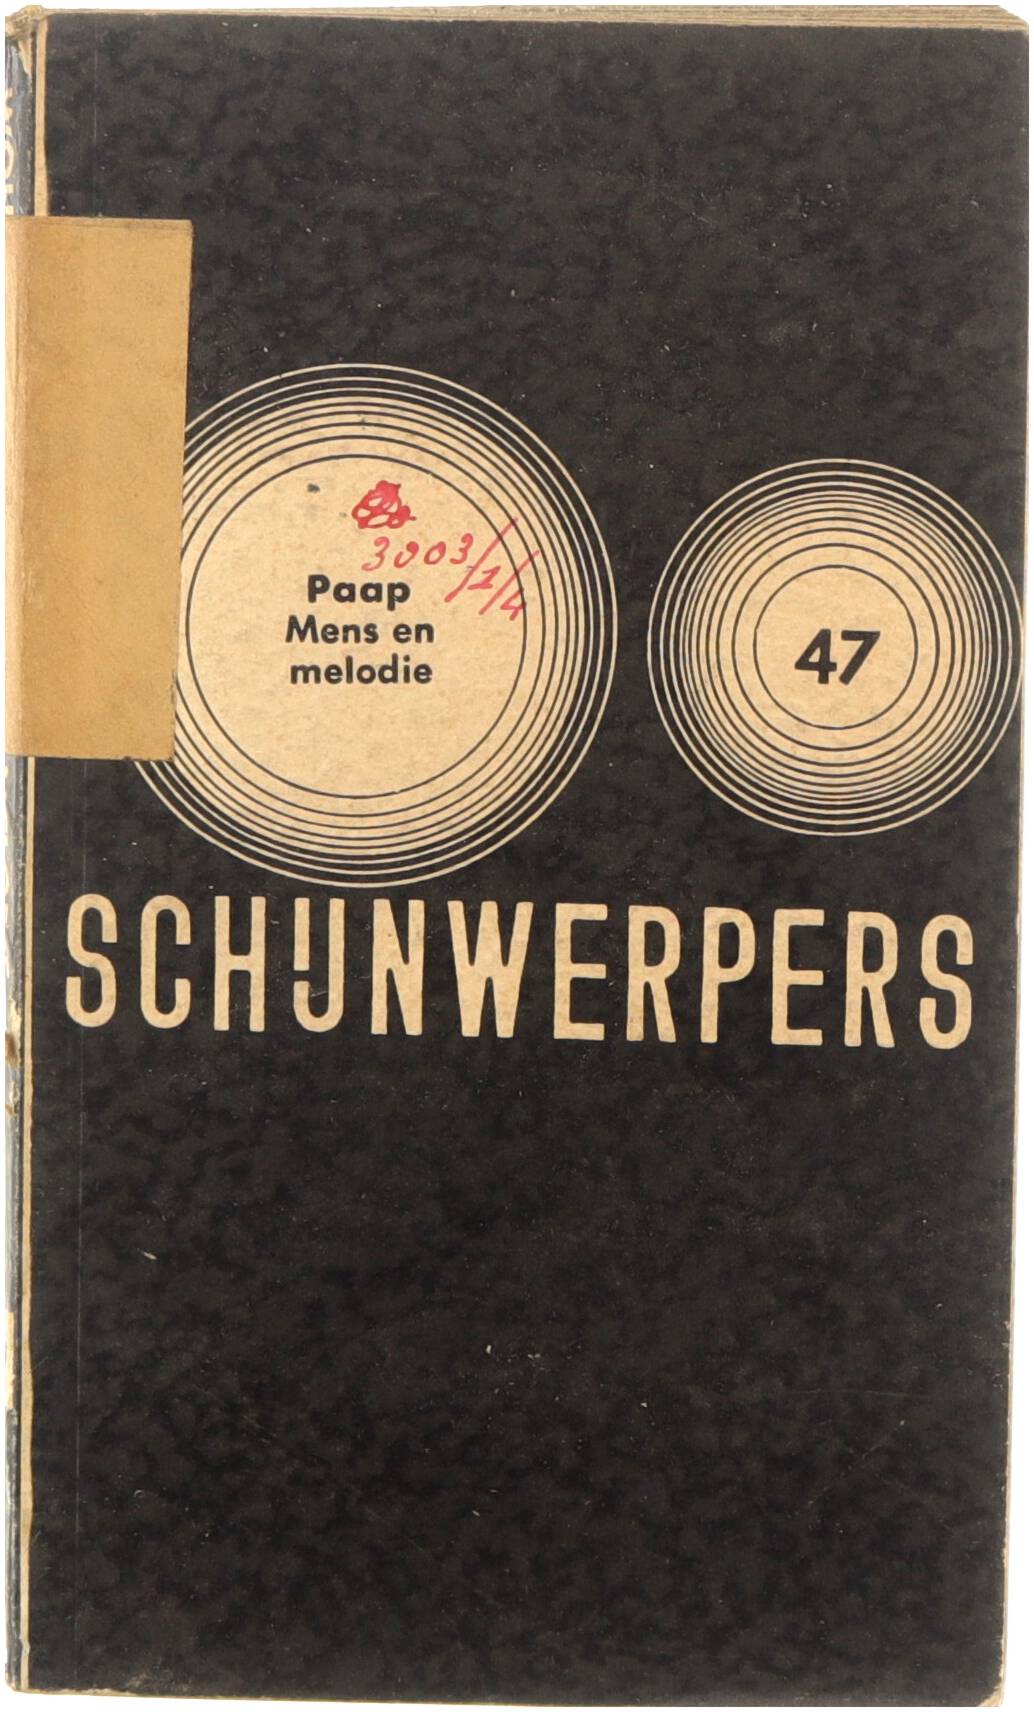 3003/1/4
Paap
Mens en
melodie
47
SCHIJNWERPERS